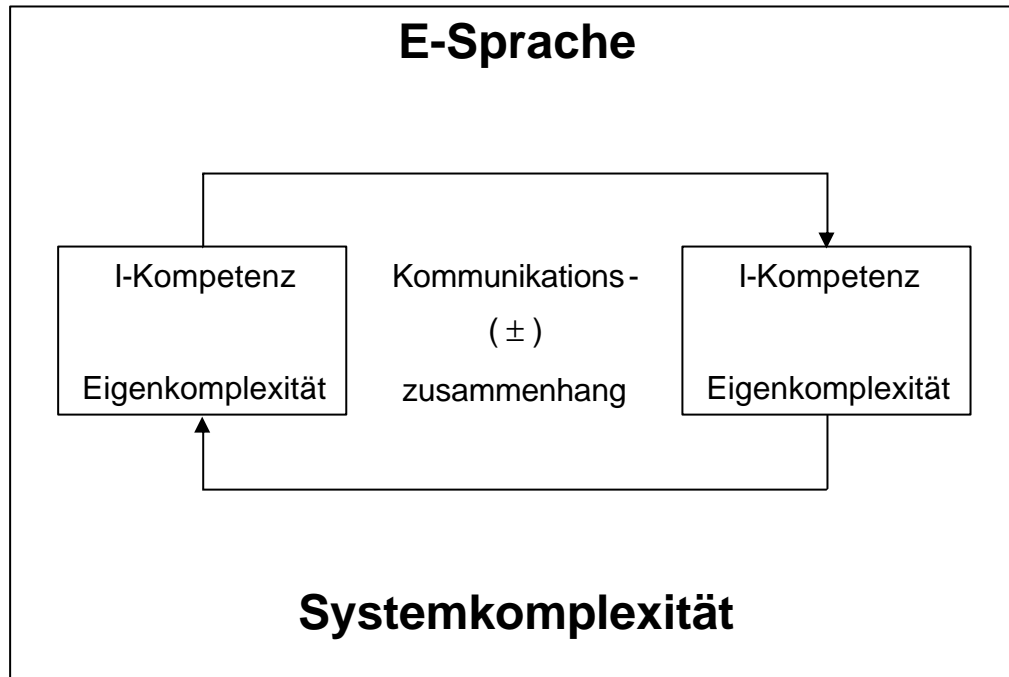 E-Sprache
I-Kompetenz
Eigenkomplexität
Kommunikations-
( ± )
zusammenhang
I-Kompetenz
Eigenkomplexität
Systemkomplexität